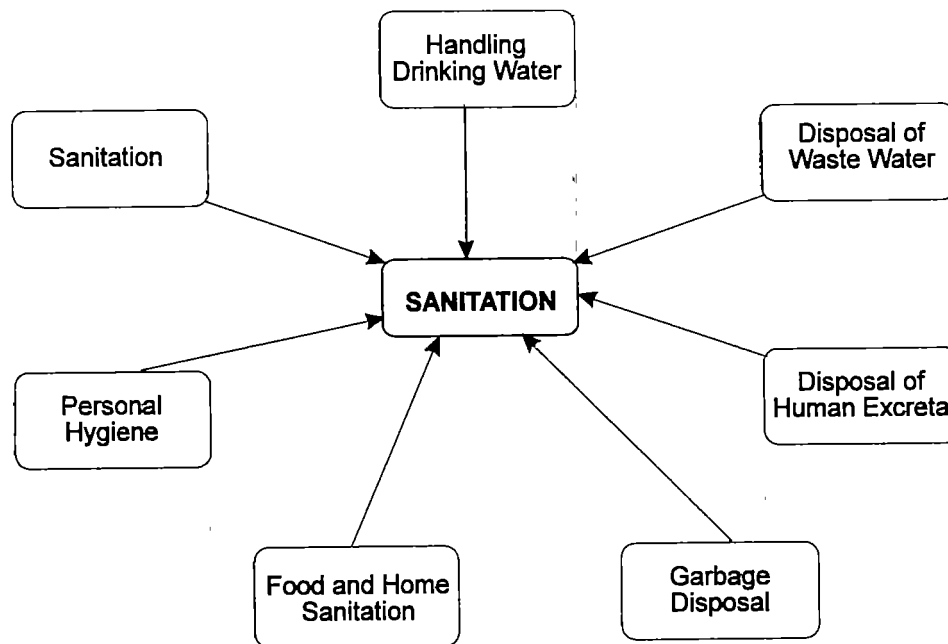 Handling
Drinking Water
Sanitation
Disposal of
Waste Water
SANITATION
Personal
Hygiene
Disposal of
Human Excreta
Food and Home
Sanitation
Garbage
Disposal